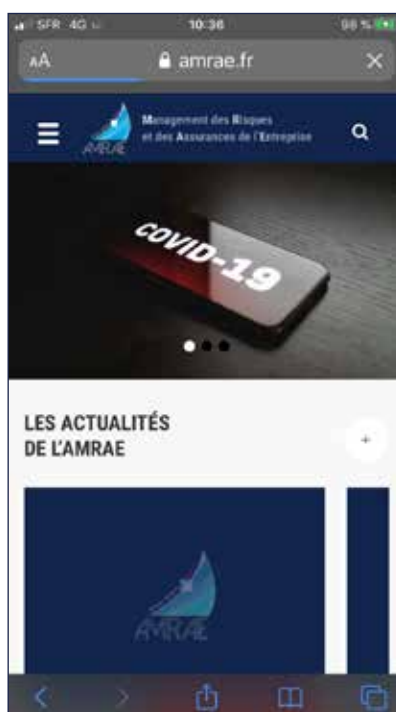 SFR 4G
10:36
98 %
AA
amrae.fr
Management des Risques
et des Assurances de l'Entreprise
AMRAE
COVID-19
LES ACTUALITÉS
DE L'AMRAE
+
AMRAE